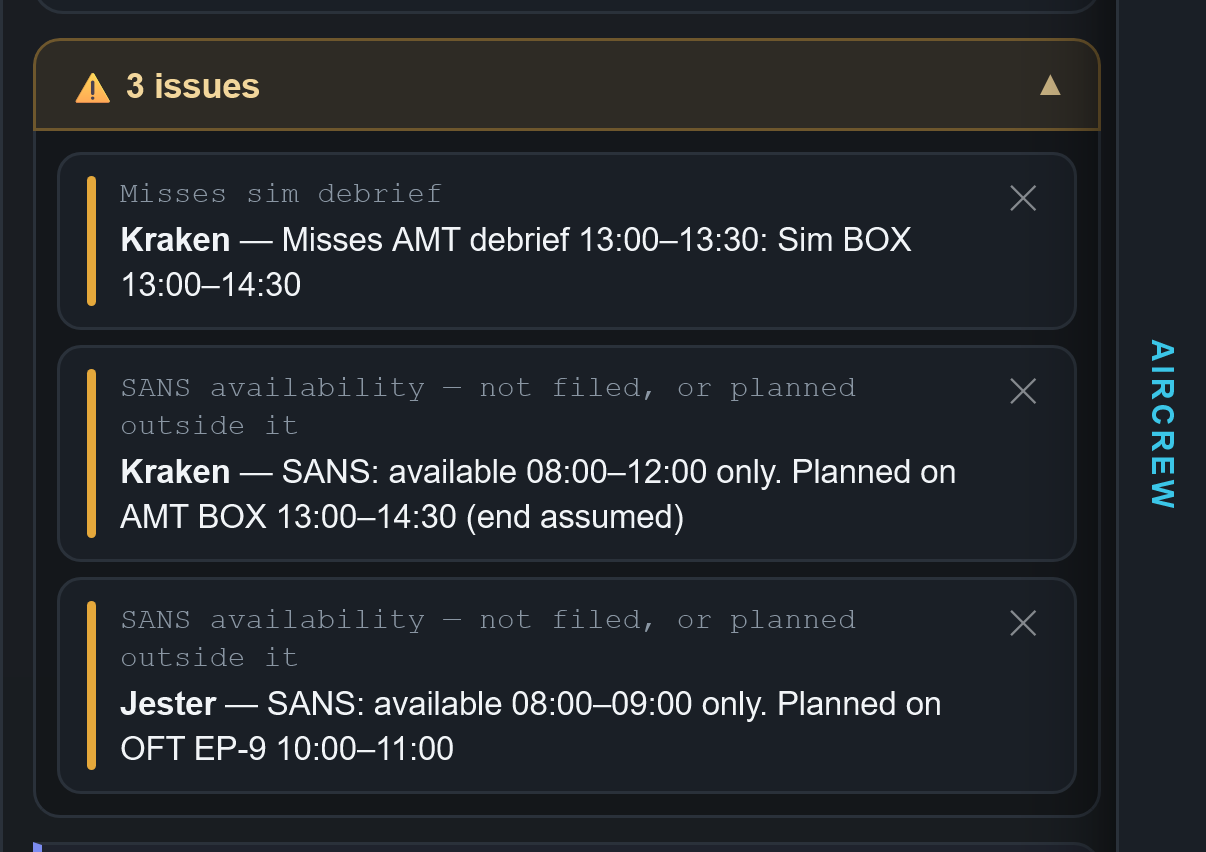 ⚠️ 3 issues ▲
Misses sim debrief
Kraken — Misses AMT debrief 13:00–13:30: Sim BOX
13:00–14:30
SANS availability — not filed, or planned
outside it
Kraken — SANS: available 08:00–12:00 only. Planned on
AMT BOX 13:00–14:30 (end assumed)
SANS availability — not filed, or planned
outside it
Jester — SANS: available 08:00–09:00 only. Planned on
OFT EP-9 10:00–11:00
AIRCREW